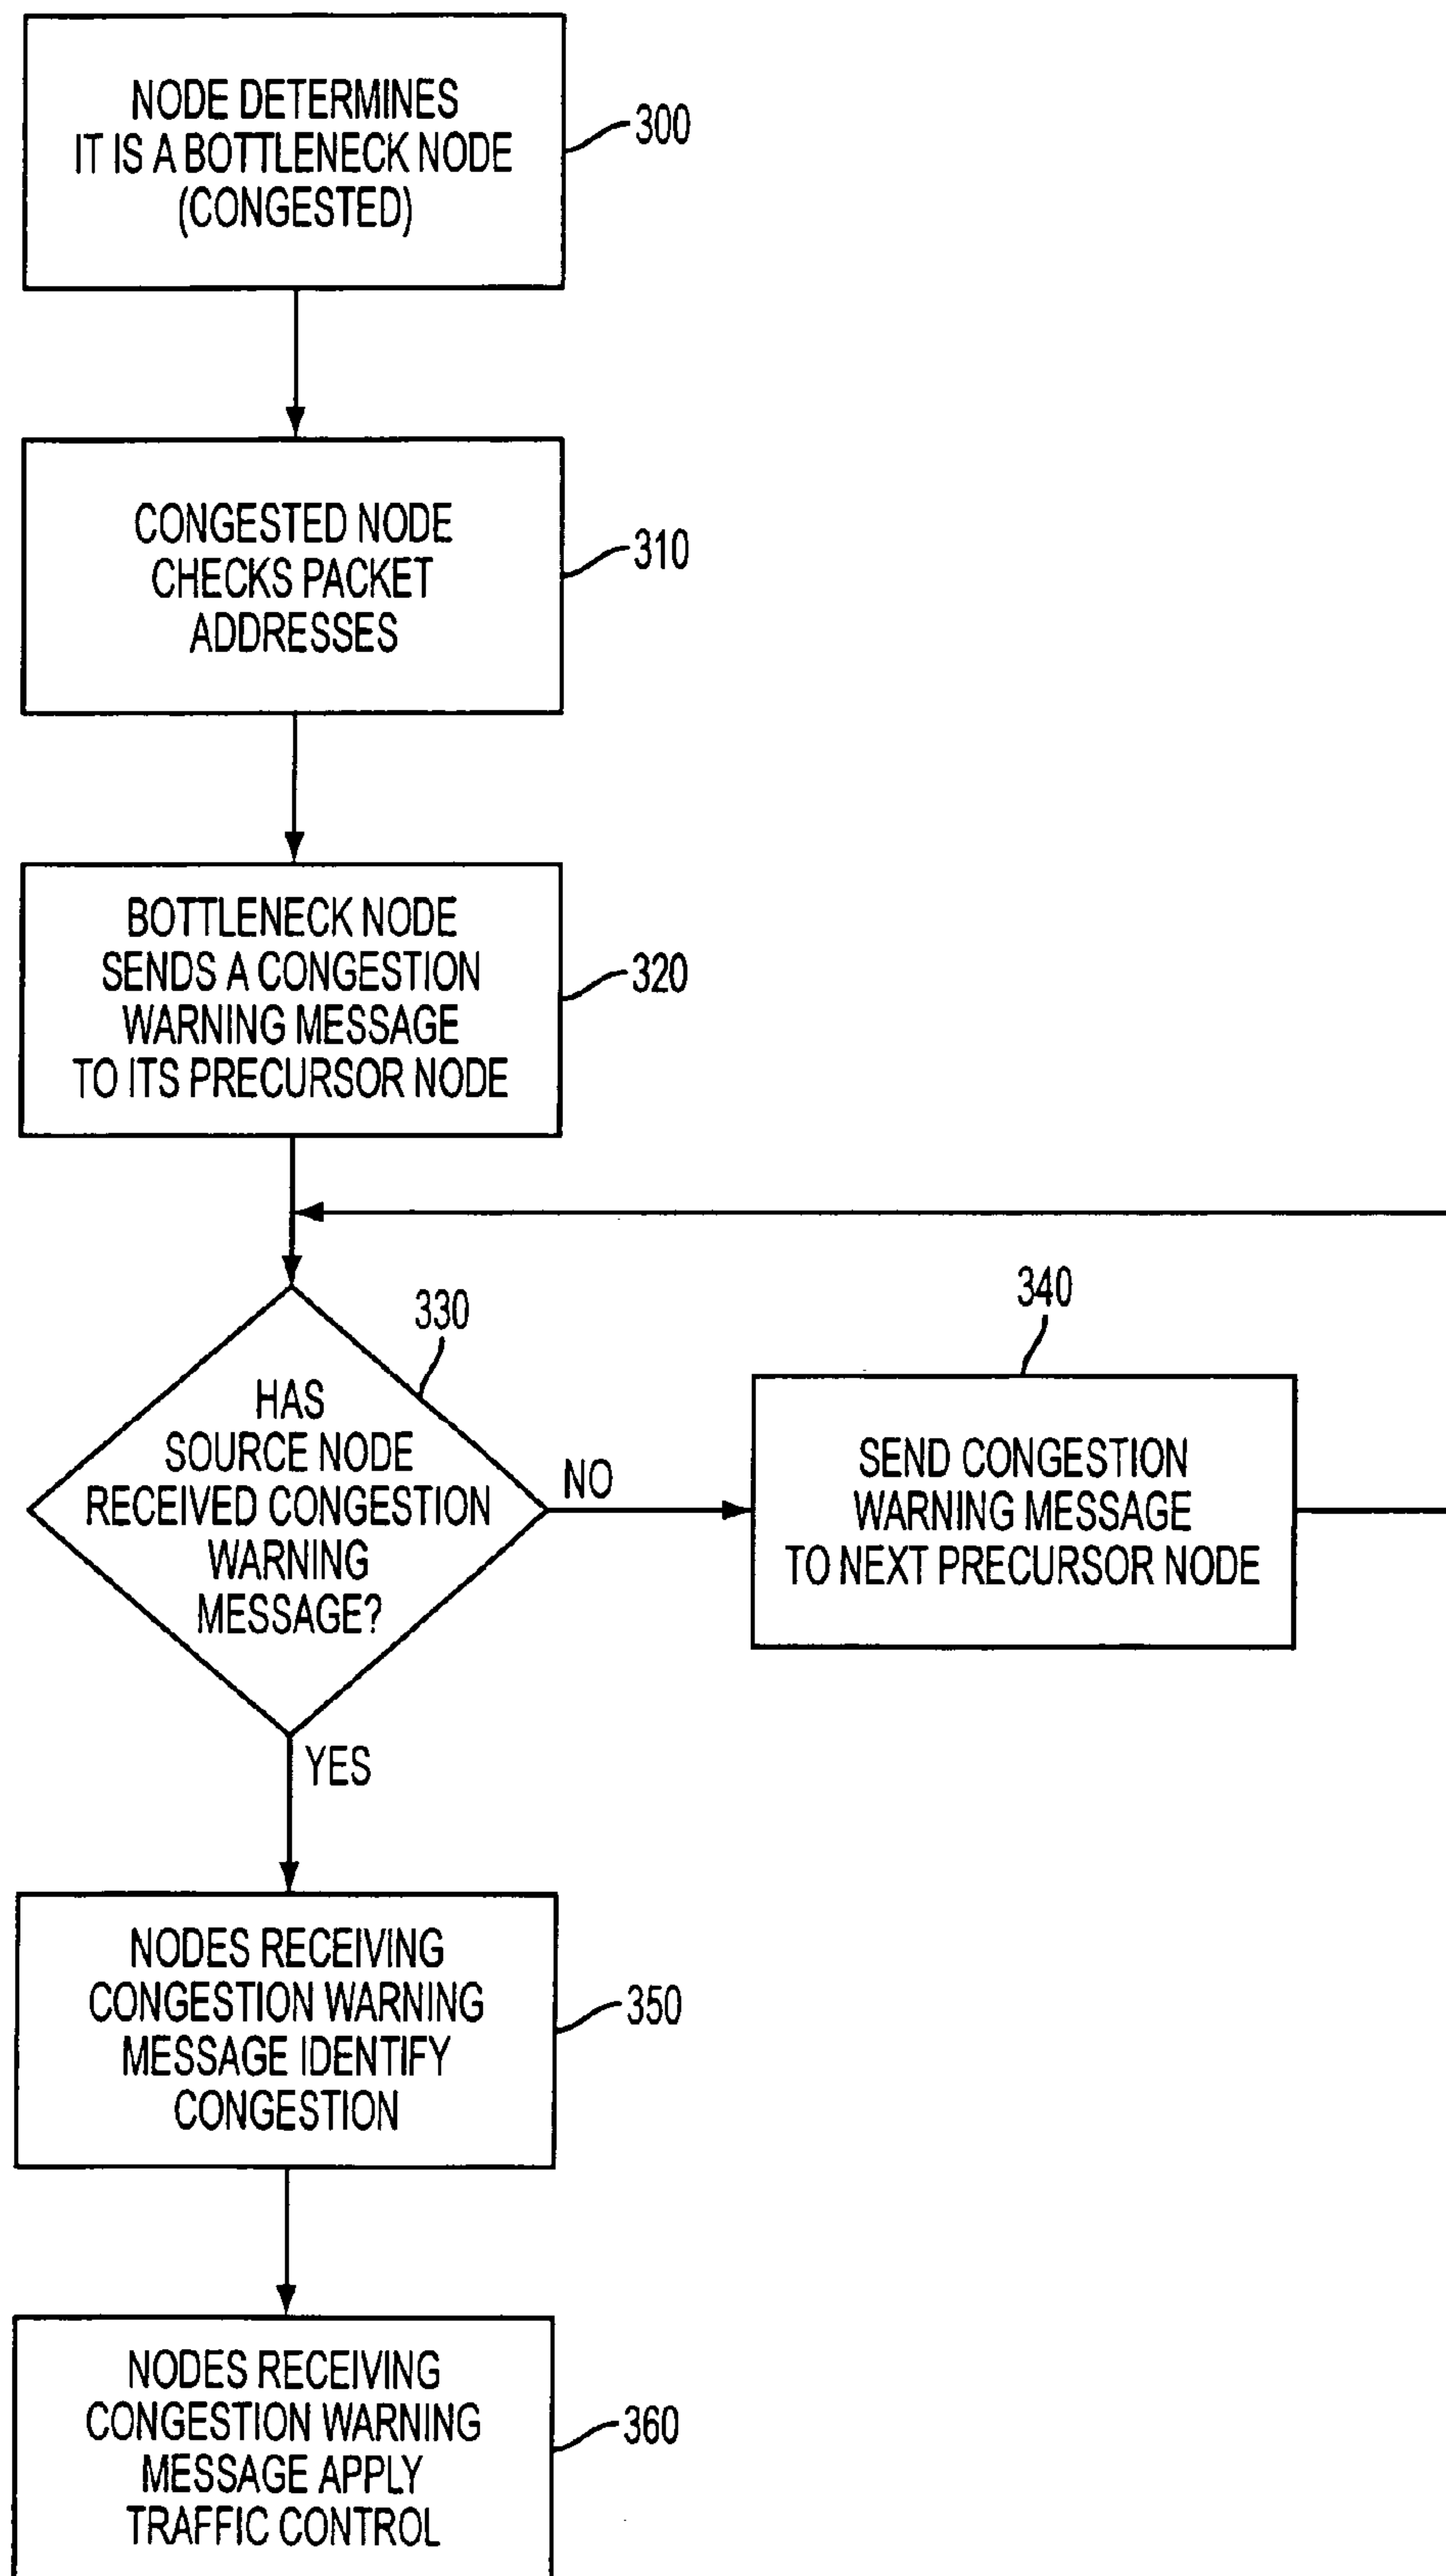 NODE DETERMINES
IT IS A BOTTLENECK NODE
(CONGESTED)
300
CONGESTED NODE
CHECKS PACKET
ADDRESSES
310
BOTTLENECK NODE
SENDS A CONGESTION
WARNING MESSAGE
TO ITS PRECURSOR NODE
320
330
HAS
SOURCE NODE
RECEIVED CONGESTION
WARNING
MESSAGE?
NO
340
SEND CONGESTION
WARNING MESSAGE
TO NEXT PRECURSOR NODE
YES
NODES RECEIVING
CONGESTION WARNING
MESSAGE IDENTIFY
CONGESTION
350
NODES RECEIVING
CONGESTION WARNING
MESSAGE APPLY
TRAFFIC CONTROL
360